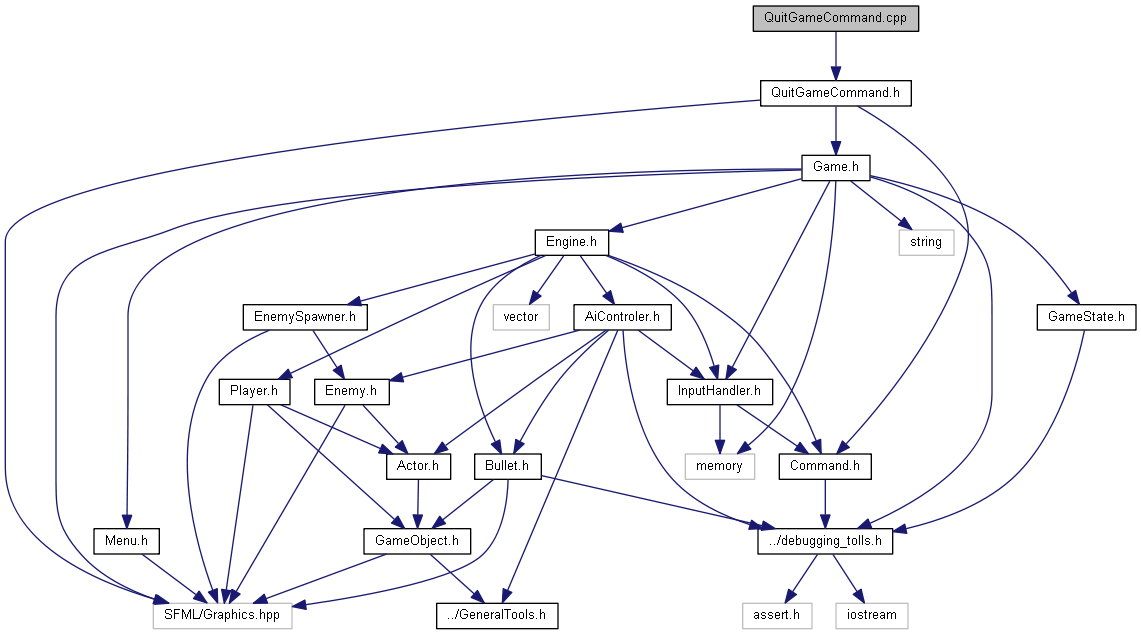 QuitGameCommand.cpp
QuitGameCommand.h
Game.h
Engine.h
string
EnemySpawner.h
vector
AiControler.h
GameState.h
Player.h
Enemy.h
InputHandler.h
Actor.h
Bullet.h
memory
Command.h
Menu.h
GameObject.h
../debugging_tolls.h
SFML/Graphics.hpp
../GeneralTools.h
assert.h
iostream